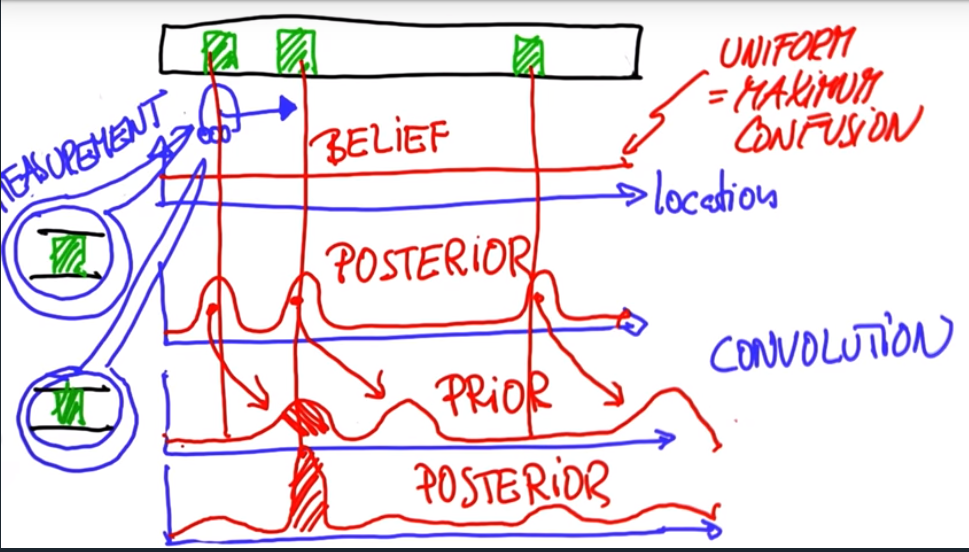 UNIFORM
= MAXIMUM
CONFUSION
MEASUREMENT
BELIEF
location
POSTERIOR
CONVOLUTION
PRIOR
POSTERIOR